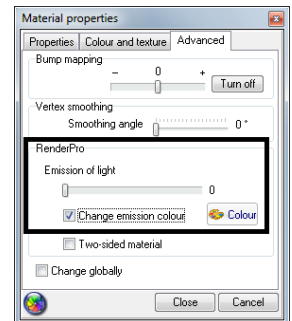 Material properties
Properties Colour and texture Advanced
Bump mapping
- 0 +
Turn off
Vertex smoothing
Smoothing angle 0 °
RenderPro
Emission of light
0
Change emission colour Colour
Two-sided material
Change globally
Close Cancel